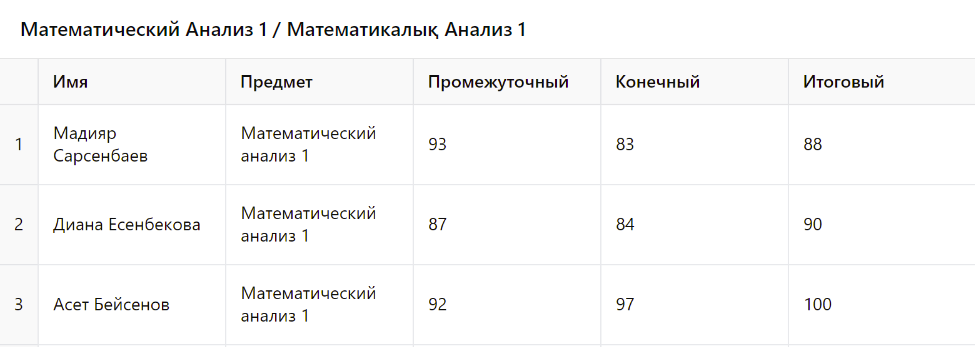 Математический Анализ 1 / Математикалық Анализ 1
Имя Предмет Промежуточный Конечный Итоговый
1 Мадияр Сарсенбаев Математический анализ 1 93 83 88
2 Диана Есенбекова Математический анализ 1 87 84 90
3 Асет Бейсенов Математический анализ 1 92 97 100